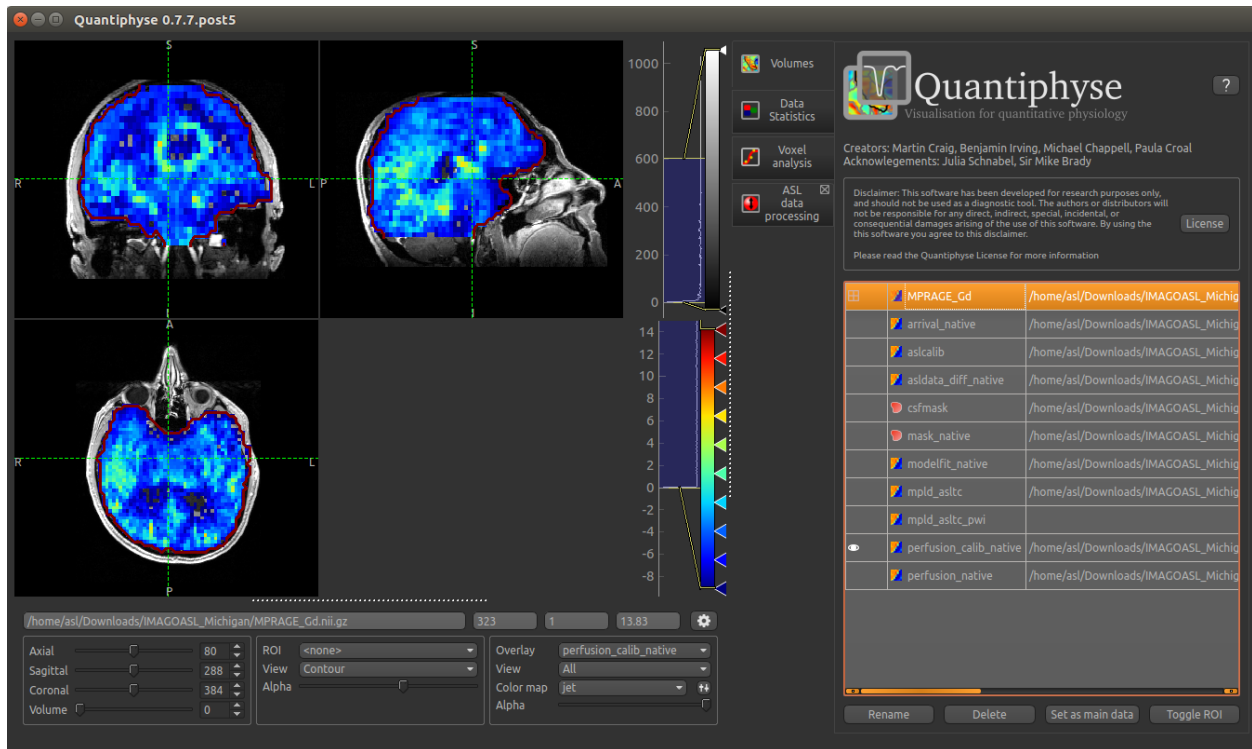 Quantiphyse 0.7.7.post5
S
R
L
I
S
P
A
I
A
R
L
P
1000
800
600
400
200
0
14
12
10
8
6
4
2
0
-2
-4
-6
-8
Volumes
Data
Statistics
Voxel
analysis
ASL
data
processing
Quantiphyse
Visualisation for quantitative physiology
?
Creators: Martin Craig, Benjamin Irving, Michael Chappell, Paula Croal
Acknowlegements: Julia Schnabel, Sir Mike Brady
Disclaimer: This software has been developed for research purposes only,
and should not be used as a diagnostic tool. The authors or distributors will
not be responsible for any direct, indirect, special, incidental, or
consequential damages arising of the use of this software. By using the
this software you agree to this disclaimer.
Please read the Quantiphyse License for more information
License
MPRAGE_Gd /home/asl/Downloads/IMAGOASL_Michig
arrival_native /home/asl/Downloads/IMAGOASL_Michig
aslcalib /home/asl/Downloads/IMAGOASL_Michig
asldata_diff_native /home/asl/Downloads/IMAGOASL_Michig
csfmask /home/asl/Downloads/IMAGOASL_Michig
mask_native /home/asl/Downloads/IMAGOASL_Michig
modelfit_native /home/asl/Downloads/IMAGOASL_Michig
mpld_asltc /home/asl/Downloads/IMAGOASL_Michig
mpld_asltc_pwi
perfusion_calib_native /home/asl/Downloads/IMAGOASL_Michig
perfusion_native /home/asl/Downloads/IMAGOASL_Michig
Rename Delete Set as main data Toggle ROI
/home/asl/Downloads/IMAGOASL_Michigan/MPRAGE_Gd.nii.gz 323 1 13.83
Axial 80
Sagittal 288
Coronal 384
Volume 0
ROI <none>
View Contour
Alpha
Overlay perfusion_calib_native
View All
Color map jet
Alpha